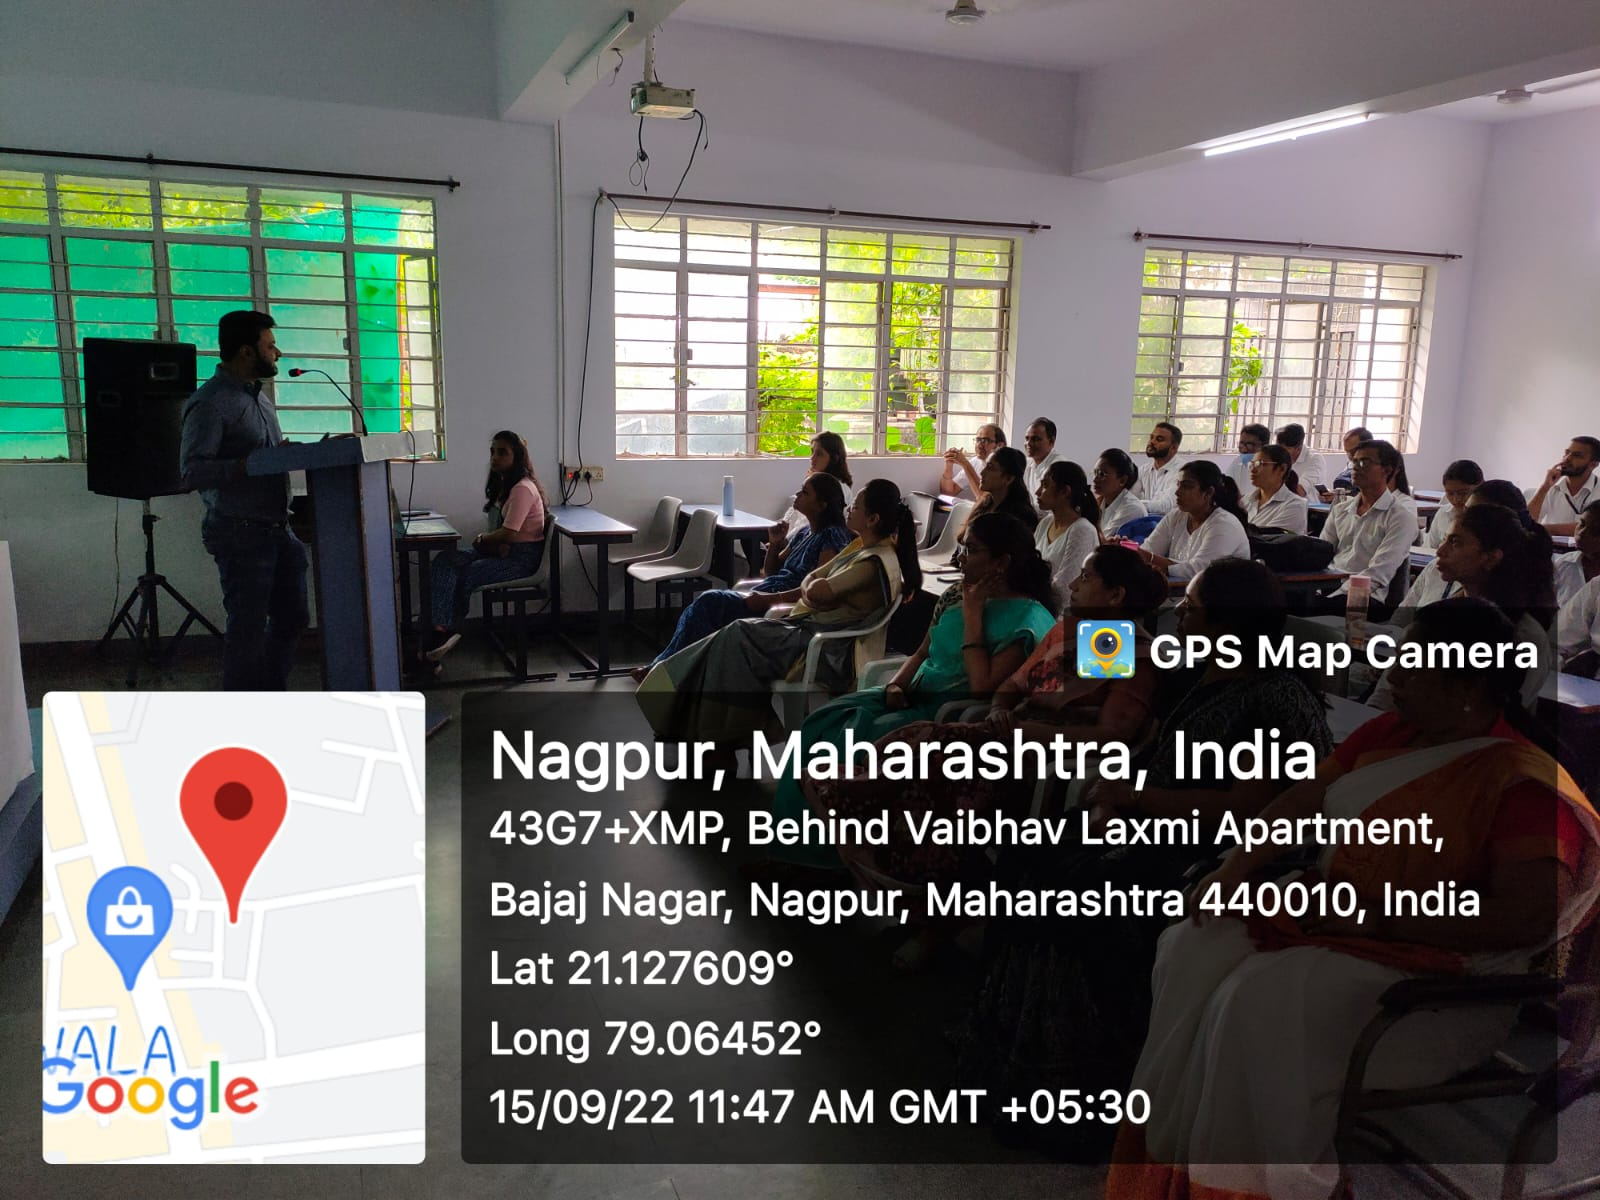 GPS Map Camera
Nagpur, Maharashtra, India
43G7+XMP, Behind Vaibhav Laxmi Apartment,
Bajaj Nagar, Nagpur, Maharashtra 440010, India
Lat 21.127609°
Long 79.06452°
15/09/22 11:47 AM GMT +05:30
Google